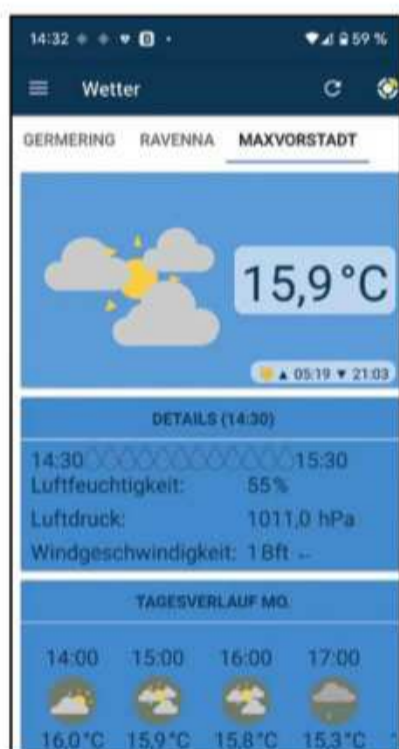 14:32
59 %
Wetter
GERMERING RAVENNA MAXVORSTADT
15,9 °C
▲ 05:19 ▼ 21:03
DETAILS (14:30)
14:30 15:30
Luftfeuchtigkeit: 55%
Luftdruck: 1011,0 hPa
Windgeschwindigkeit: 1 Bft ←
TAGESVERLAUF MO.
14:00 15:00 16:00 17:00
16,0°C 15,9°C 15,8°C 15,3°C